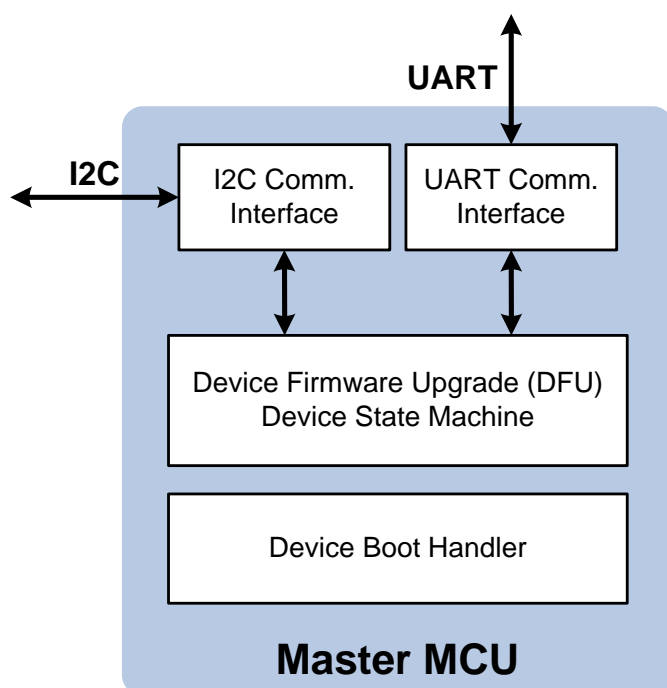 UART
I2C
I2C Comm.
Interface
UART Comm.
Interface
Device Firmware Upgrade (DFU)
Device State Machine
Device Boot Handler
Master MCU